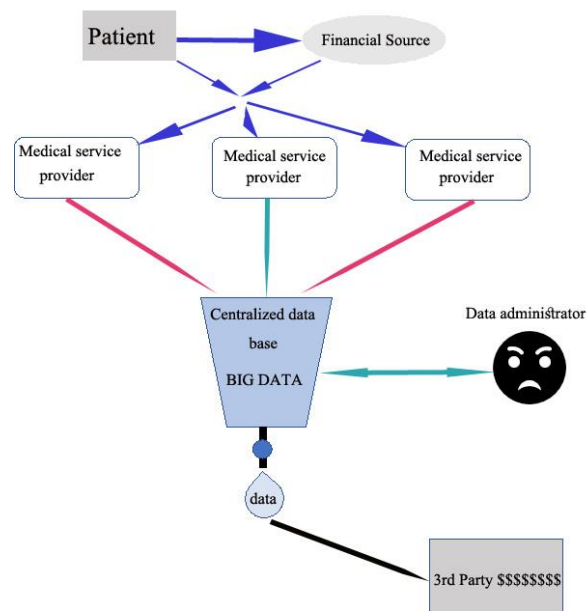 Patient
Financial Source
Medical service
provider
Medical service
provider
Medical service
provider
Centralized data
base
BIG DATA
Data administrator
data
3rd Party $$$$$$$$